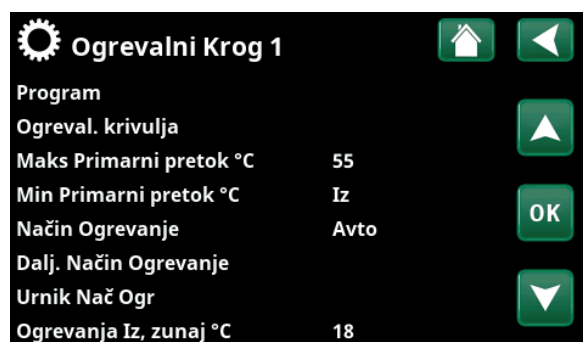 Ogrevalni Krog 1
Program
Ogreval. krivulja
Maks Primarni pretok °C 55
Min Primarni pretok °C Iz
Način Ogrevanje Avto
OK
Dalj. Način Ogrevanje
Urnik Nač Ogr
Ogrevanja Iz, zunaj °C 18